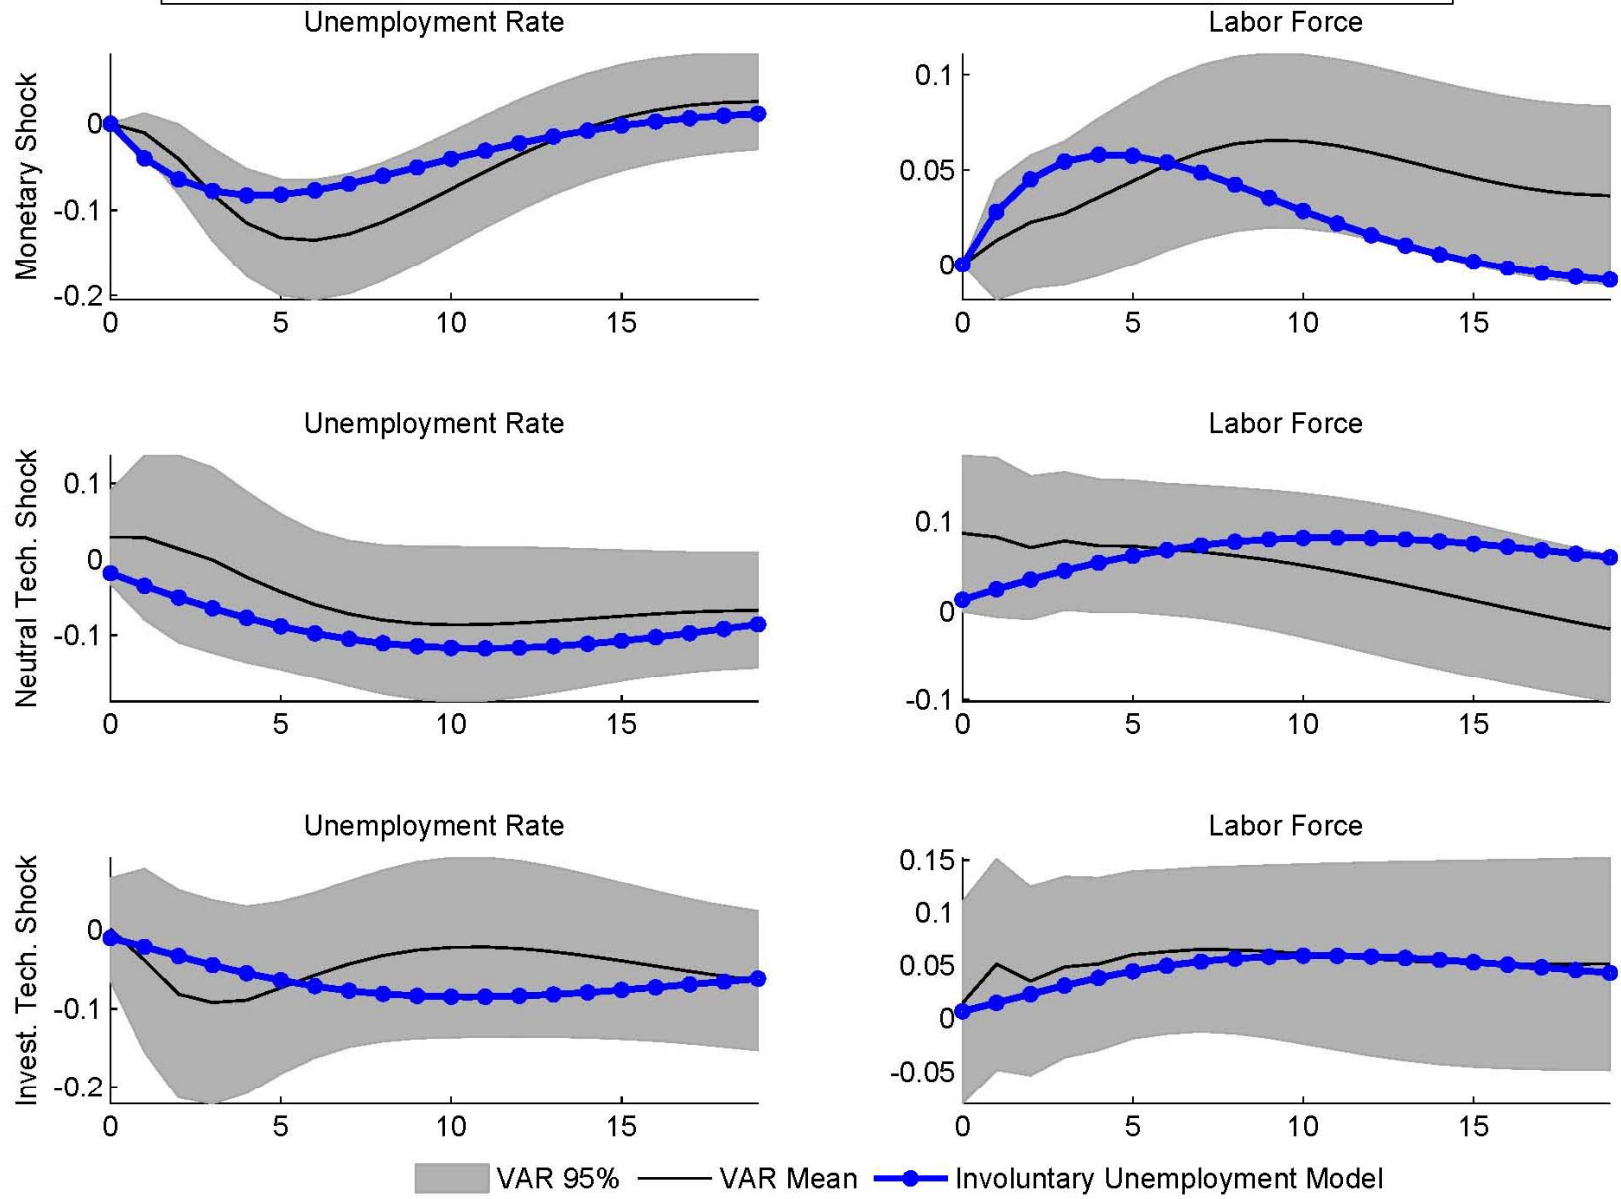 Unemployment Rate
Labor Force
Monetary Shock
0
-0.1
-0.2
0 5 10 15
0.1
0.05
0
0 5 10 15
Unemployment Rate
Labor Force
Neutral Tech. Shock
0.1
0
-0.1
0 5 10 15
0.1
0
-0.1
0 5 10 15
Unemployment Rate
Labor Force
Invest. Tech. Shock
0
-0.1
-0.2
0 5 10 15
0.15
0.1
0.05
0
-0.05
0 5 10 15
VAR 95% VAR Mean Involuntary Unemployment Model